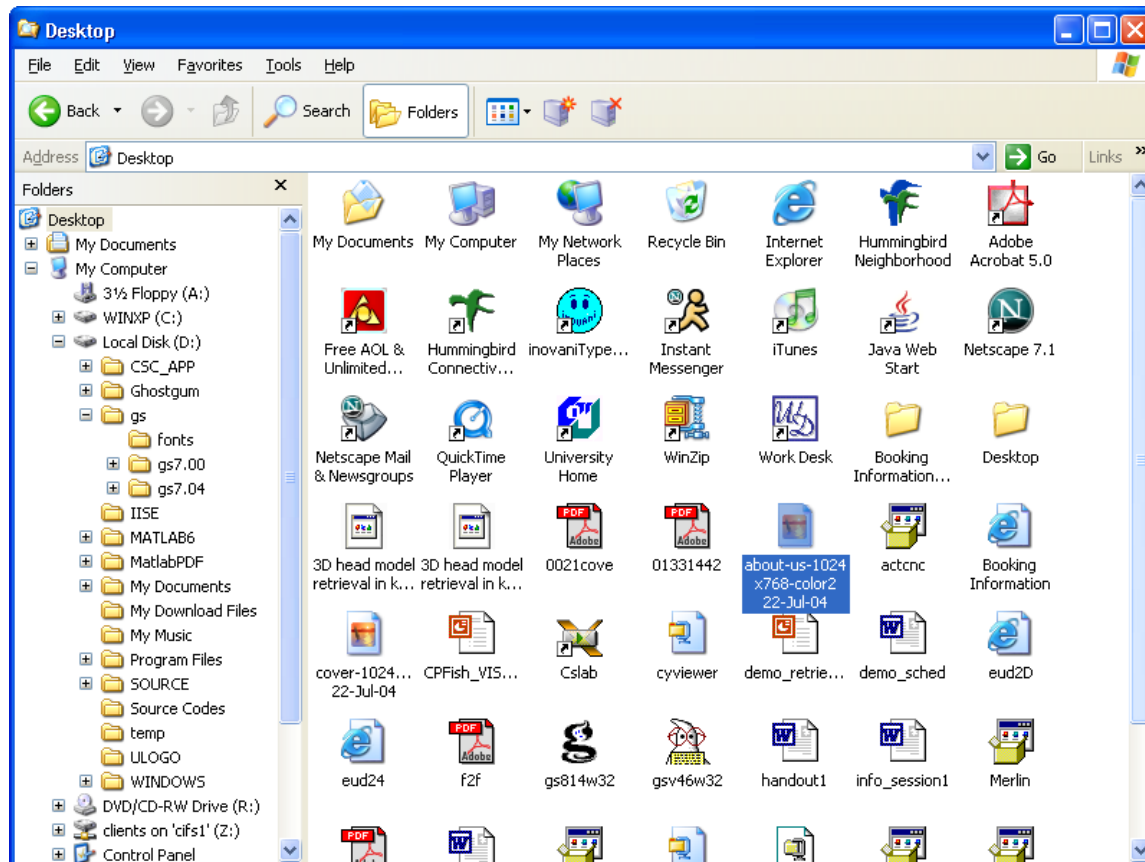 Desktop
File Edit View Favorites Tools Help
Back Search Folders
Address Desktop Go Links »
Folders
Desktop
My Documents
My Computer
3½ Floppy (A:)
WINXP (C:)
Local Disk (D:)
CSC_APP
Ghostgum
gs
fonts
gs7.00
gs7.04
IISE
MATLAB6
MatlabPDF
My Documents
My Download Files
My Music
Program Files
SOURCE
Source Codes
temp
ULOGO
WINDOWS
DVD/CD-RW Drive (R:)
clients on 'cifs1' (Z:)
Control Panel
My Documents
My Computer
My Network
Places
Recycle Bin
Internet
Explorer
Hummingbird
Neighborhood
Adobe
Acrobat 5.0
Free AOL &
Unlimited...
Hummingbird
Connectiv...
inovaniType...
Instant
Messenger
iTunes
Java Web
Start
Netscape 7.1
Netscape Mail
& Newsgroups
QuickTime
Player
University
Home
WinZip
Work Desk
Booking
Information...
Desktop
3D head model
retrieval in k...
3D head model
retrieval in k...
0021cove
01331442
about-us-1024
x768-color2
22-Jul-04
actcnc
Booking
Information
cover-1024...
22-Jul-04
CPFish_VIS...
Cslab
cyviewer
demo_retrie...
demo_sched
eud2D
eud24
f2f
gs814w32
gsv46w32
handout1
info_session1
Merlin